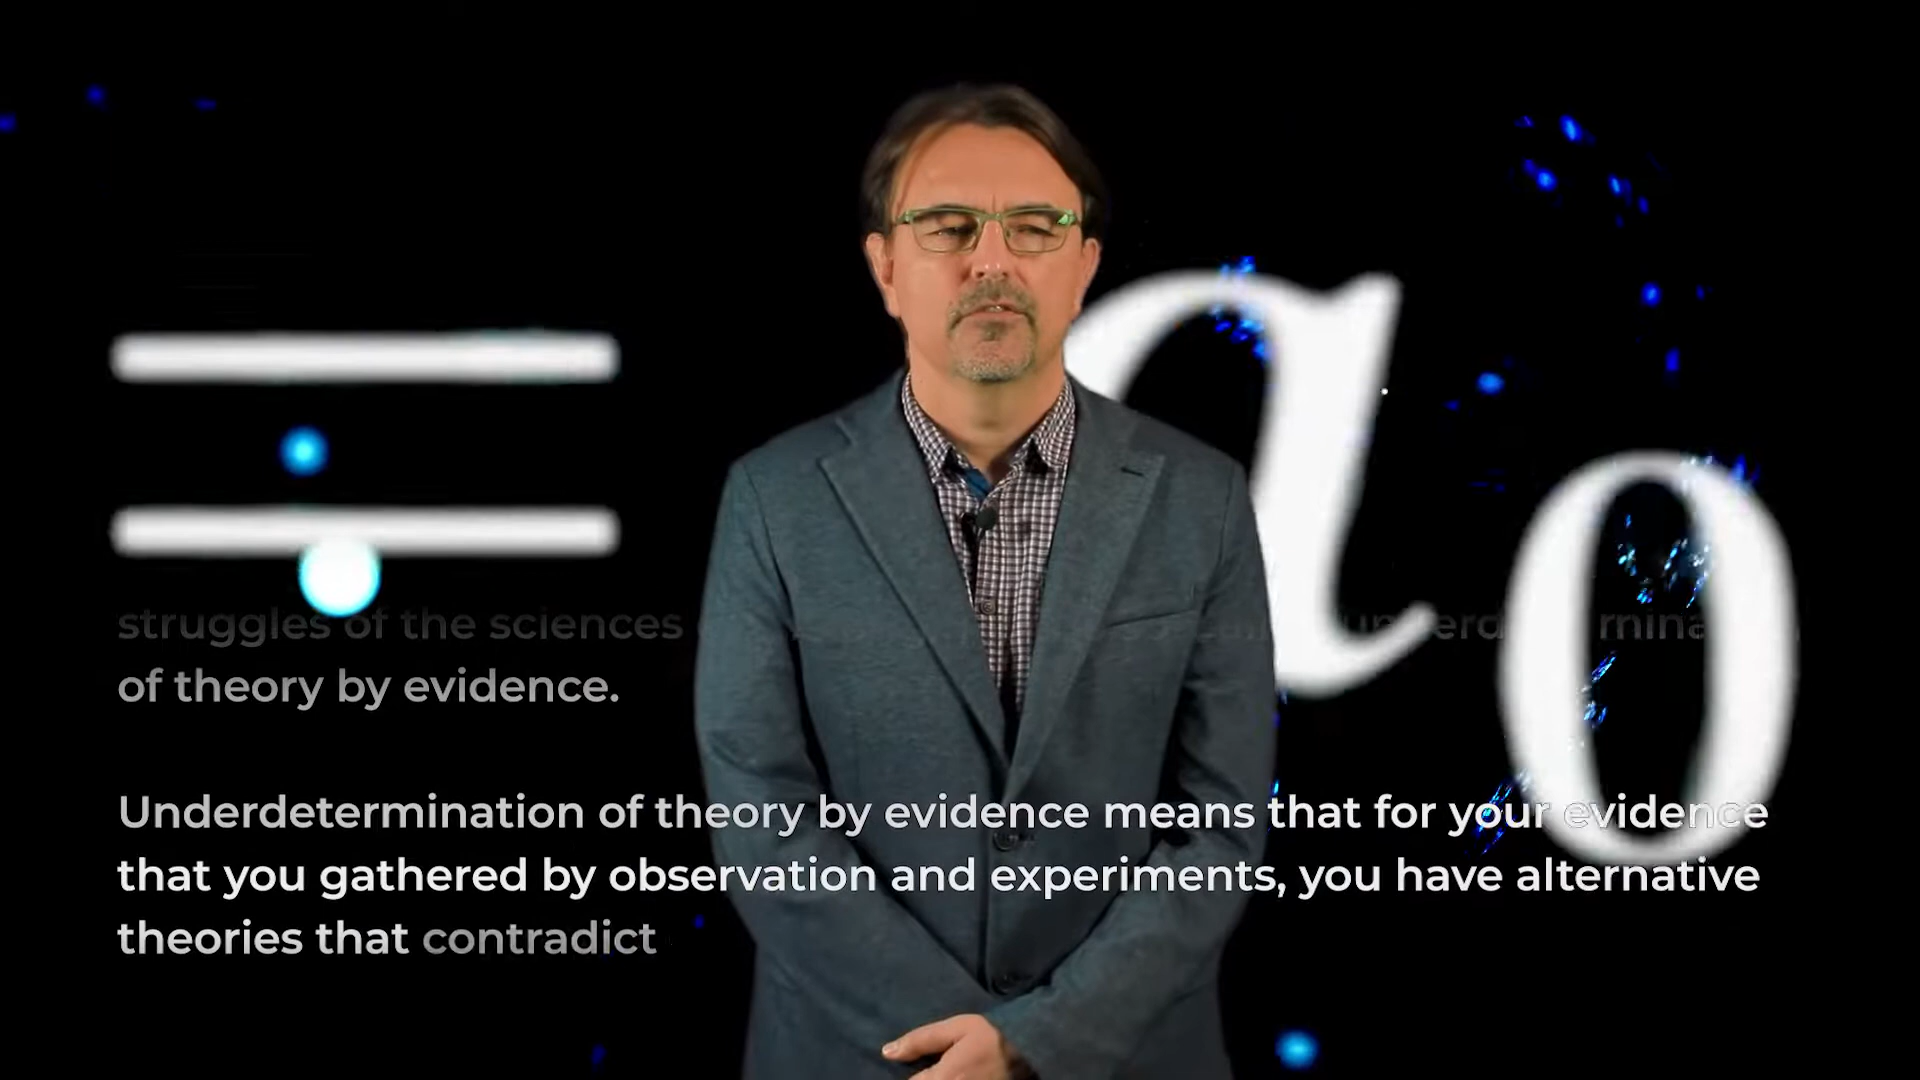 = a0
struggles of the sciences
of theory by evidence.
Underdetermination of theory by evidence means that for your evidence
that you gathered by observation and experiments, you have alternative
theories that contradict